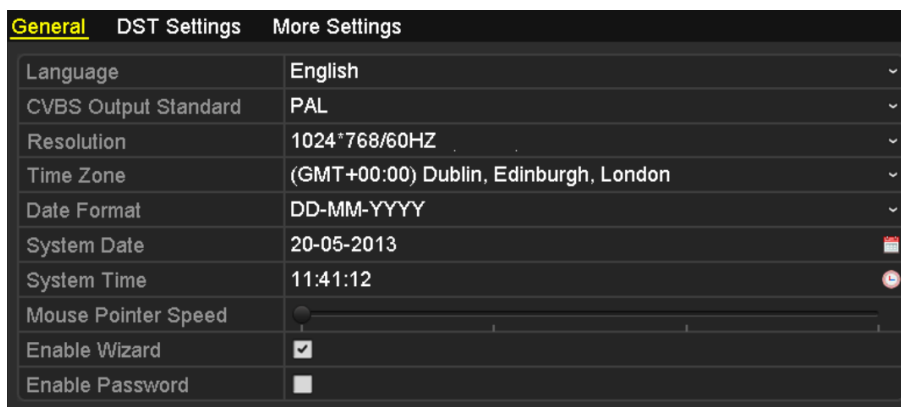 General DST Settings More Settings
Language English
CVBS Output Standard PAL
Resolution 1024*768/60HZ
Time Zone (GMT+00:00) Dublin, Edinburgh, London
Date Format DD-MM-YYYY
System Date 20-05-2013
System Time 11:41:12
Mouse Pointer Speed
Enable Wizard
Enable Password